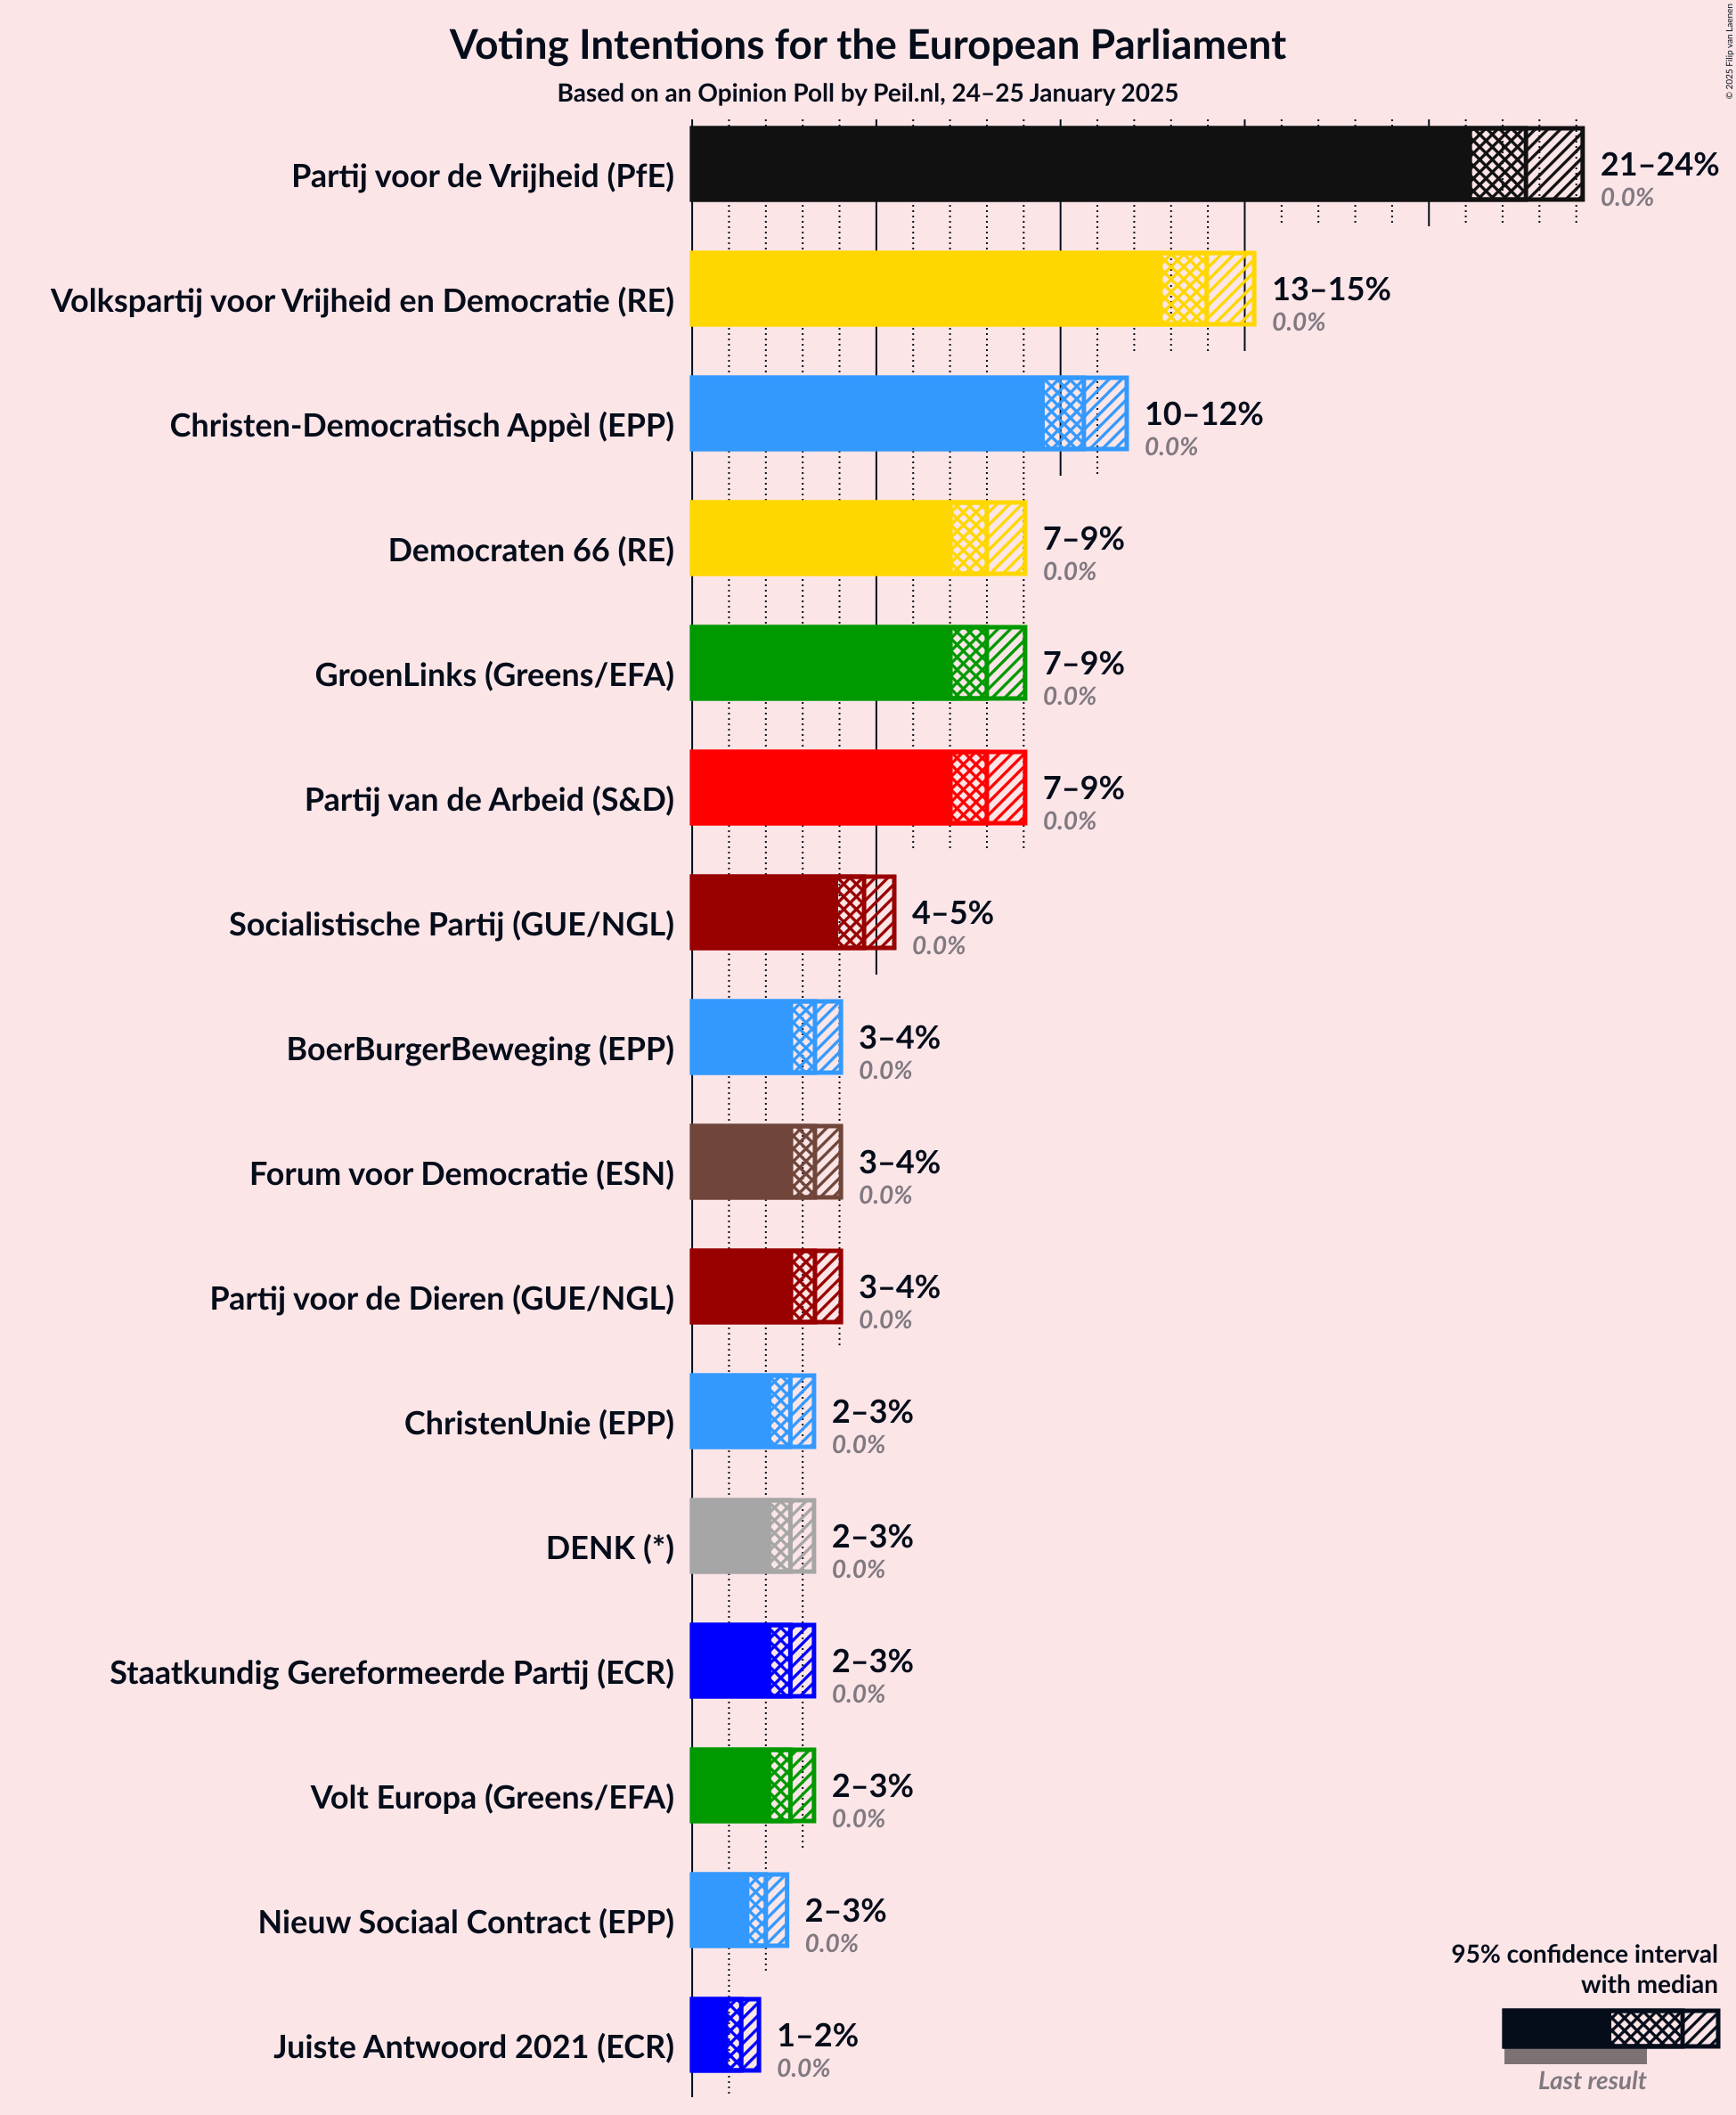 Voting Intentions for the European Parliament
Based on an Opinion Poll by Peil.nl, 24–25 January 2025
© 2025 Filip van Laenen
Partij voor de Vrijheid (PfE)
21–24%
0.0%
Volkspartij voor Vrijheid en Democratie (RE)
13–15%
0.0%
Christen-Democratisch Appèl (EPP)
10–12%
0.0%
Democraten 66 (RE)
7–9%
0.0%
GroenLinks (Greens/EFA)
7–9%
0.0%
Partij van de Arbeid (S&D)
7–9%
0.0%
Socialistische Partij (GUE/NGL)
4–5%
0.0%
BoerBurgerBeweging (EPP)
3–4%
0.0%
Forum voor Democratie (ESN)
3–4%
0.0%
Partij voor de Dieren (GUE/NGL)
3–4%
0.0%
ChristenUnie (EPP)
2–3%
0.0%
DENK (*)
2–3%
0.0%
Staatkundig Gereformeerde Partij (ECR)
2–3%
0.0%
Volt Europa (Greens/EFA)
2–3%
0.0%
Nieuw Sociaal Contract (EPP)
2–3%
0.0%
Juiste Antwoord 2021 (ECR)
1–2%
0.0%
95% confidence interval
with median
Last result